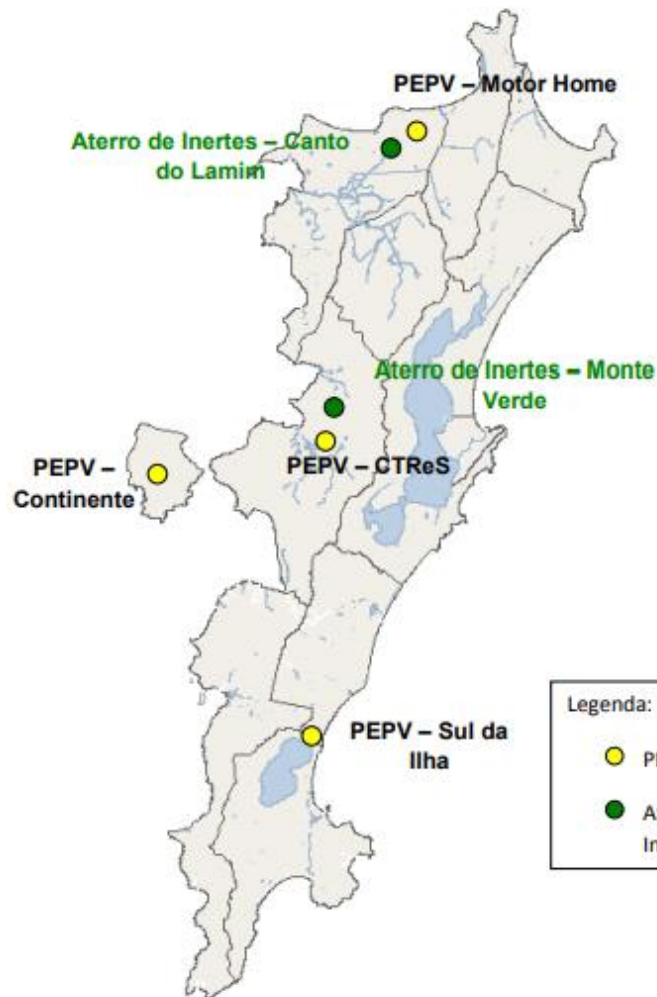 PEPV – Motor Home
Aterro de Inertes – Canto
do Lamim
Aterro de Inertes – Monte
Verde
PEPV –
Continente
PEPV – CTReS
PEPV – Sul da
Ilha
Legenda: